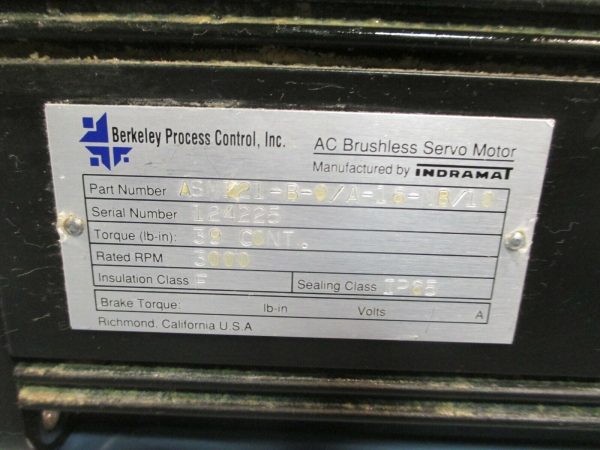 Berkeley Process Control, Inc.
AC Brushless Servo Motor
Manufactured by INDRAMAT
Part Number
Serial Number 124225
Torque (lb-in): 39 CONT.
Rated RPM 3000
Insulation Class F
Sealing Class IP65
Brake Torque: lb-in Volts A
Richmond, California U.S.A